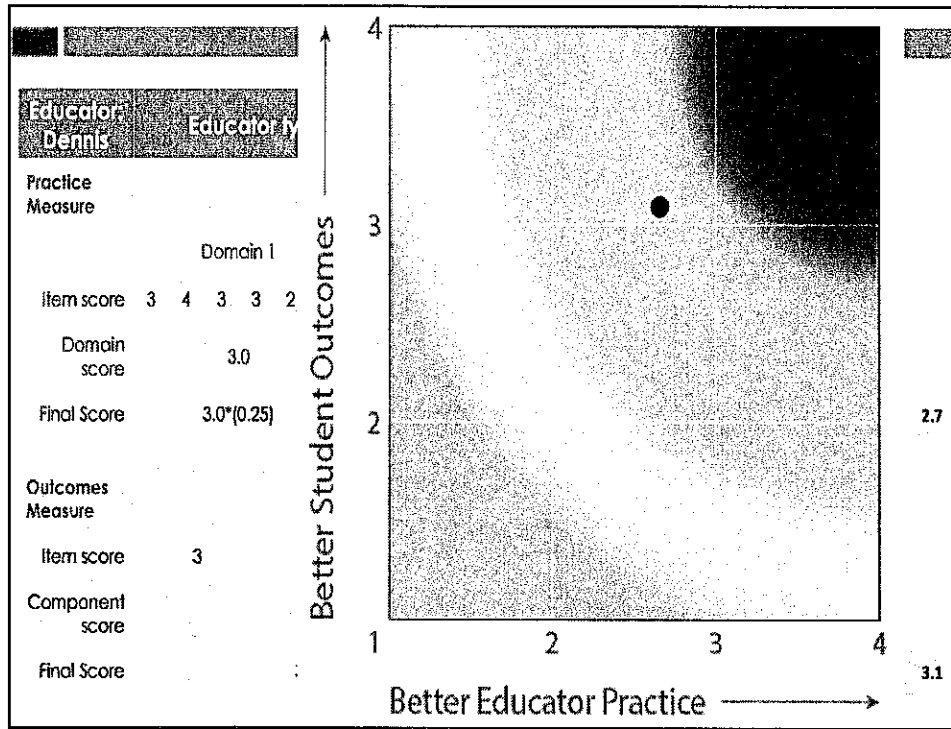 Educator: Dennis
Educator ty
Practice Measure
Domain 1
Item score 3 4 3 3 2
Domain score 3.0
Final Score 3.0*(0.25) 2.7
Outcomes Measure
Item score 3
Component score
Final Score : 3.1
Better Student Outcomes
4
3
2
1 2 3 4
Better Educator Practice